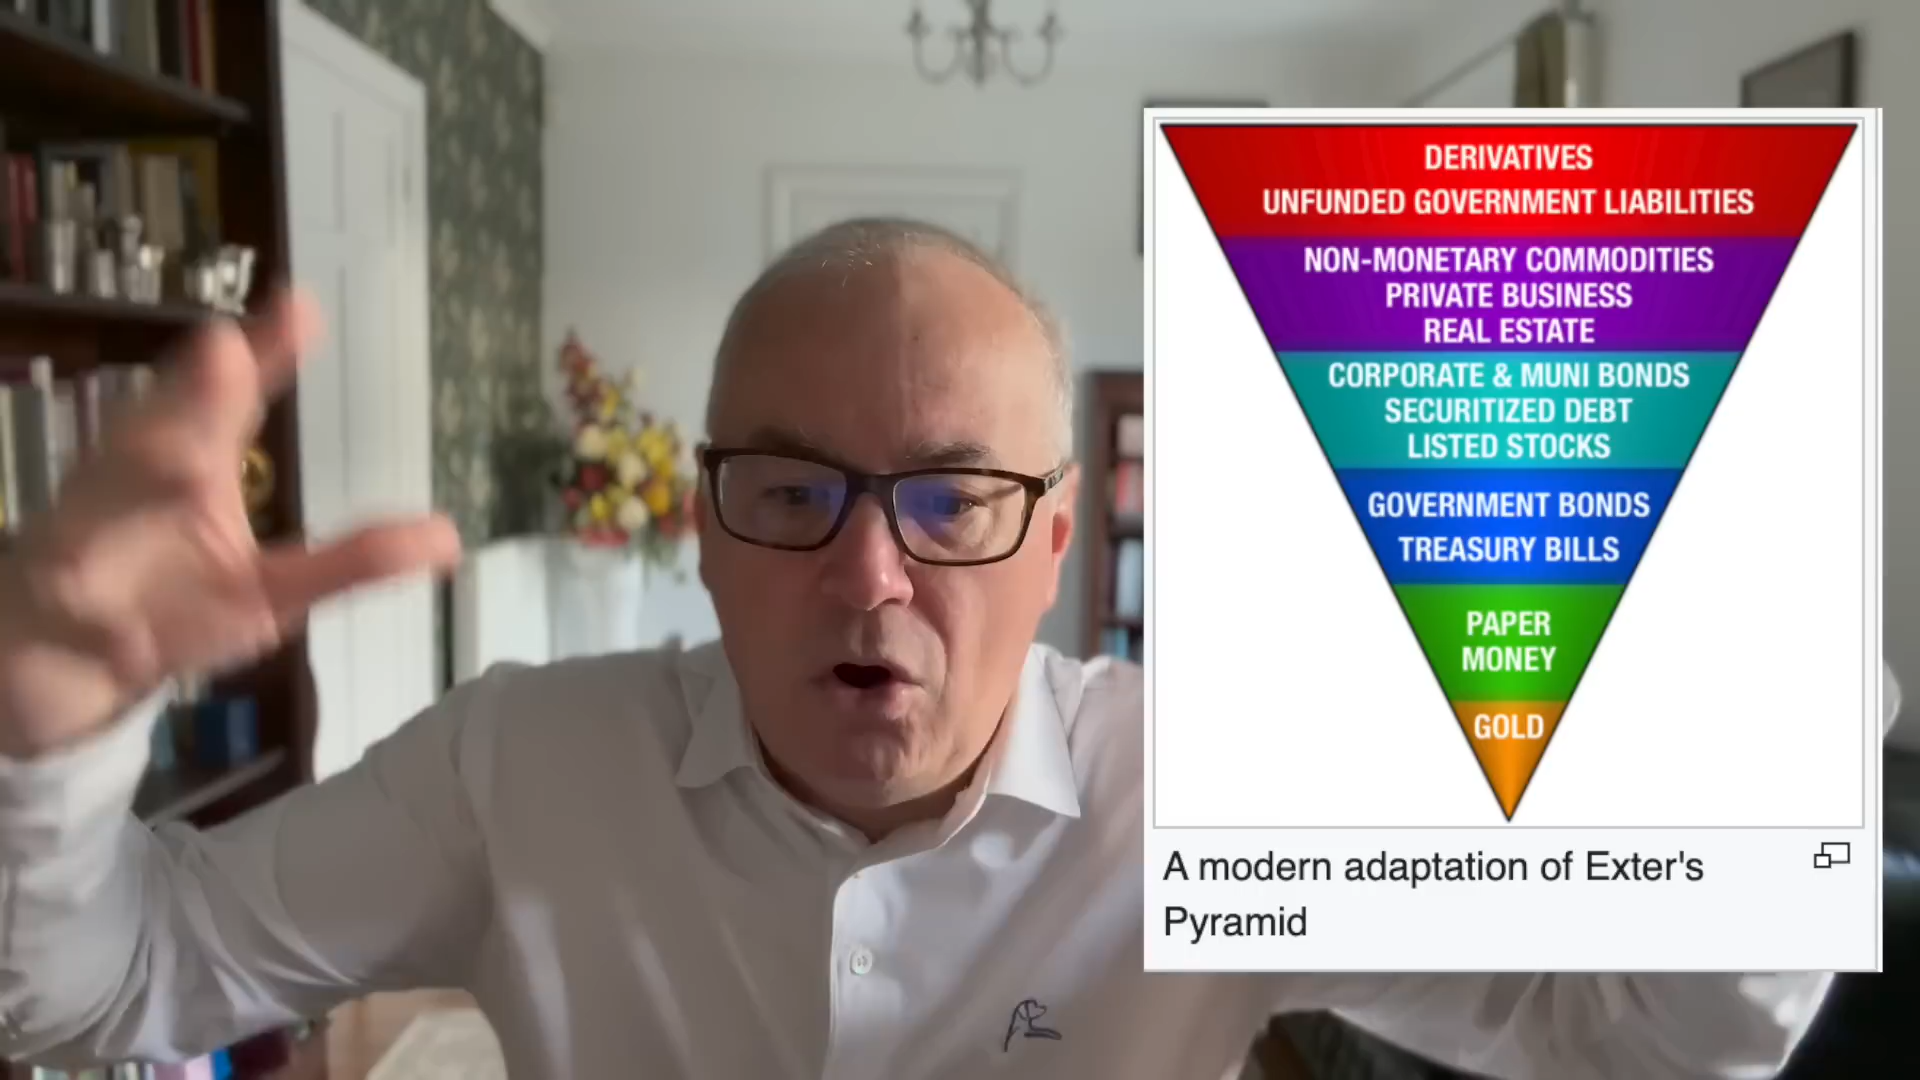 DERIVATIVES
UNFUNDED GOVERNMENT LIABILITIES
NON-MONETARY COMMODITIES
PRIVATE BUSINESS
REAL ESTATE
CORPORATE & MUNI BONDS
SECURITIZED DEBT
LISTED STOCKS
GOVERNMENT BONDS
TREASURY BILLS
PAPER
MONEY
GOLD
A modern adaptation of Exter's
Pyramid